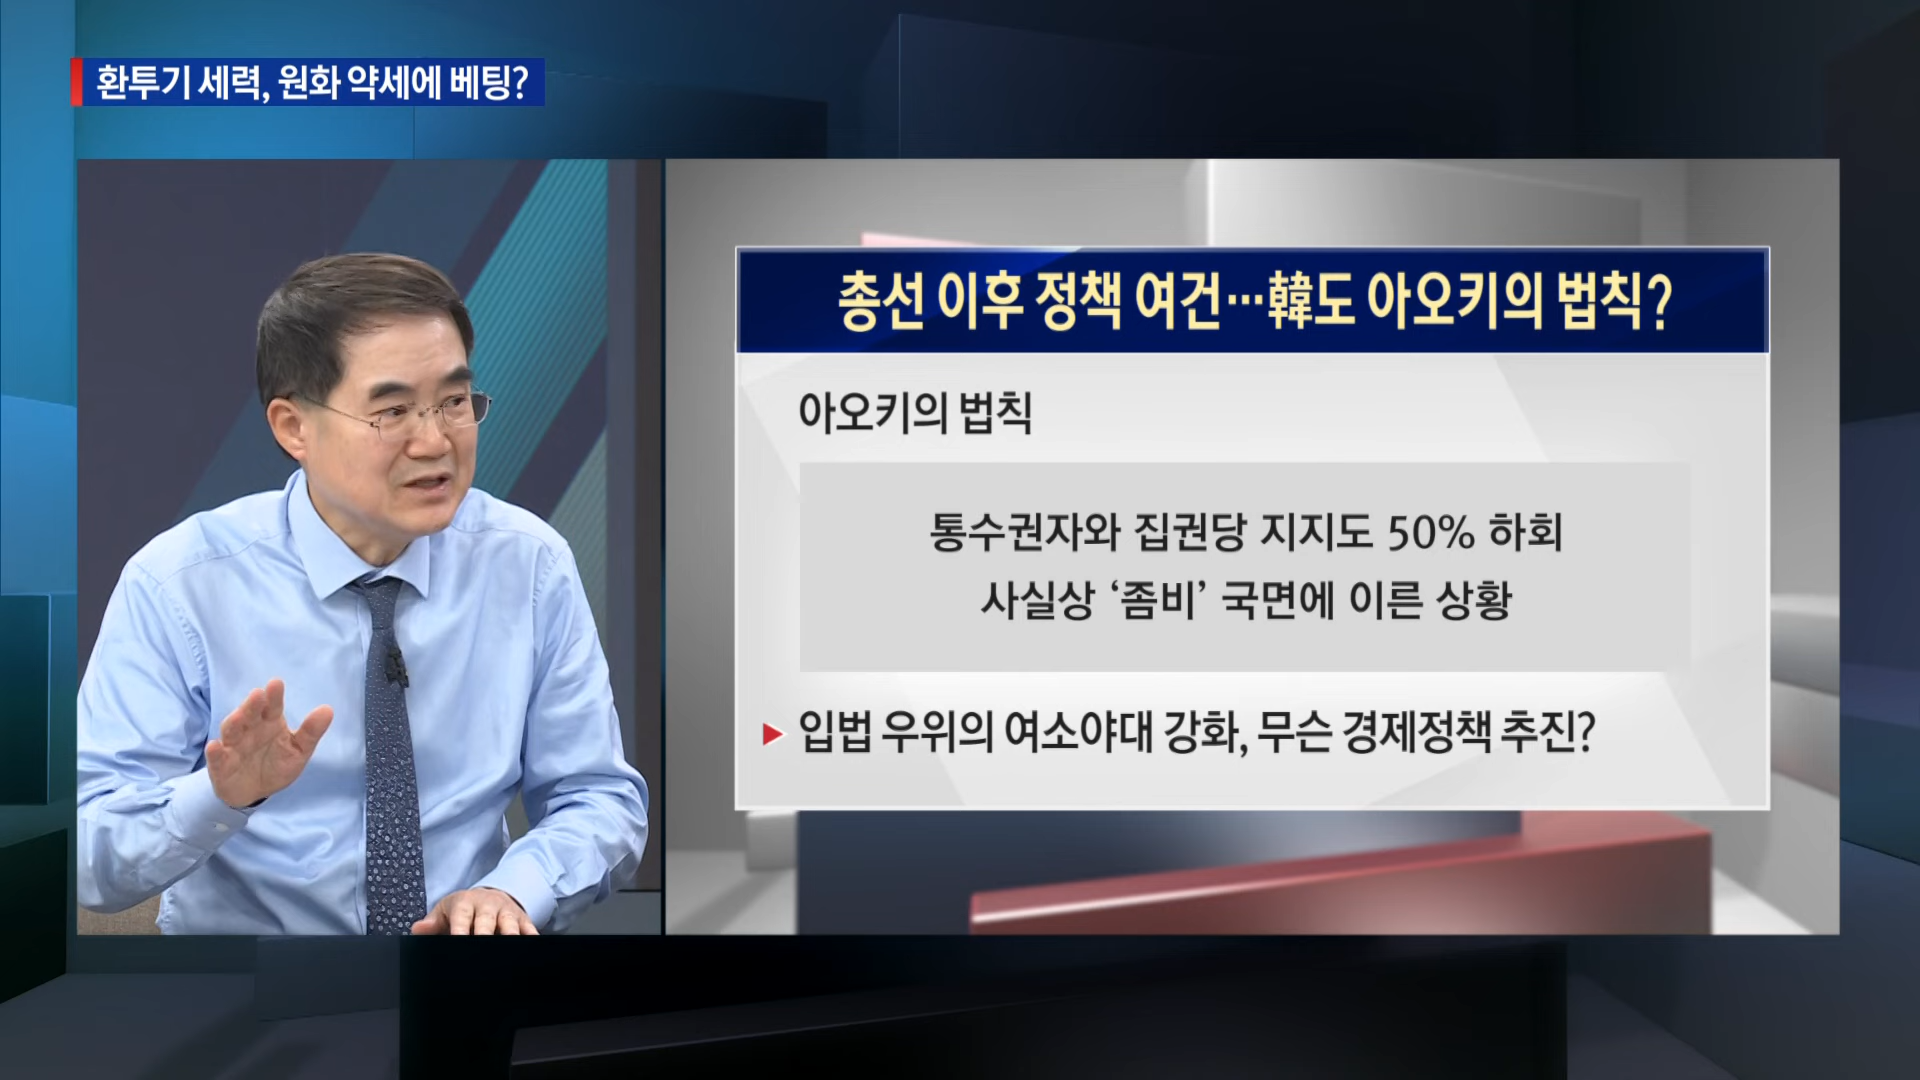 환투기 세력, 원화 약세에 베팅?
총선 이후 정책 여건…韓도 아오키의 법칙?
아오키의 법칙
통수권자와 집권당 지지도 50% 하회
사실상 ‘좀비’ 국면에 이른 상황
▶ 입법 우위의 여소야대 강화, 무슨 경제정책 추진?